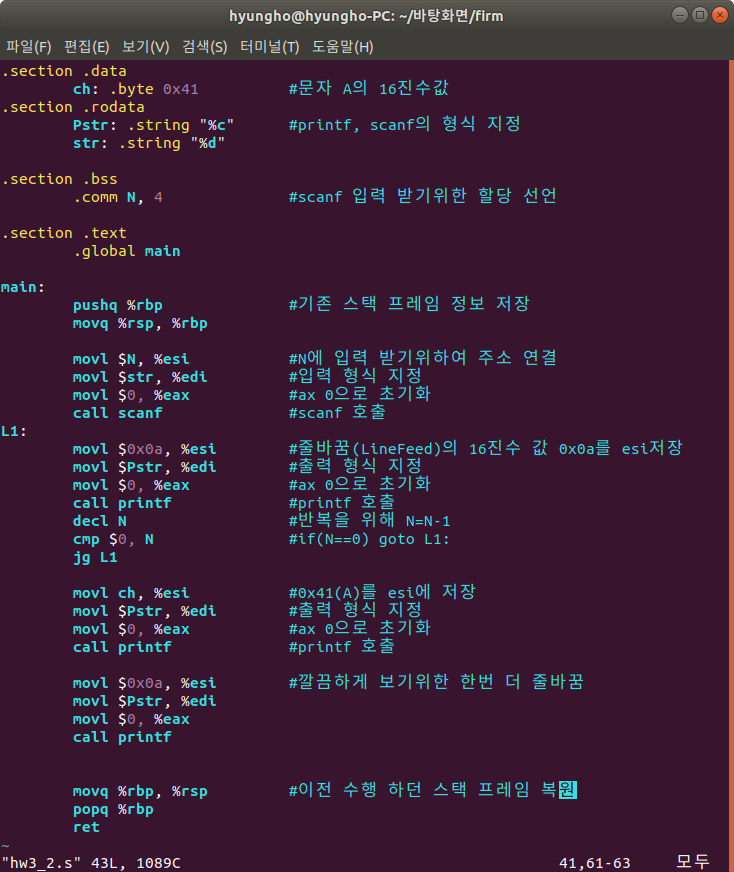 hyungho@hyungho-PC: ~/바탕화면/firm
파일(F) 편집(E) 보기(V) 검색(S) 터미널(T) 도움말(H)
.section .data
ch: .byte 0x41 #문자 A의 16진수값
.section .rodata
Pstr: .string "%c" #printf, scanf의 형식 지정
str: .string "%d"
.section .bss
.comm N, 4 #scanf 입력 받기위한 할당 선언
.section .text
.global main
main:
pushq %rbp #기존 스택 프레임 정보 저장
movq %rsp, %rbp
movl $N, %esi #N에 입력 받기위하여 주소 연결
movl $str, %edi #입력 형식 지정
movl $0, %eax #ax 0으로 초기화
call scanf #scanf 호출
L1:
movl $0x0a, %esi #줄바꿈(LineFeed)의 16진수 값 0x0a를 esi저장
movl $Pstr, %edi #출력 형식 지정
movl $0, %eax #ax 0으로 초기화
call printf #printf 호출
decl N #반복을 위해 N=N-1
cmp $0, N #if(N==0) goto L1:
jg L1
movl ch, %esi #0x41(A)를 esi에 저장
movl $Pstr, %edi #출력 형식 지정
movl $0, %eax #ax 0으로 초기화
call printf #printf 호출
movl $0x0a, %esi #깔끔하게 보기위한 한번 더 줄바꿈
movl $Pstr, %edi
movl $0, %eax
call printf
movq %rbp, %rsp #이전 수행 하던 스택 프레임 복원
popq %rbp
ret
~
"hw3_2.s" 43L, 1089C 41,61-63 모두